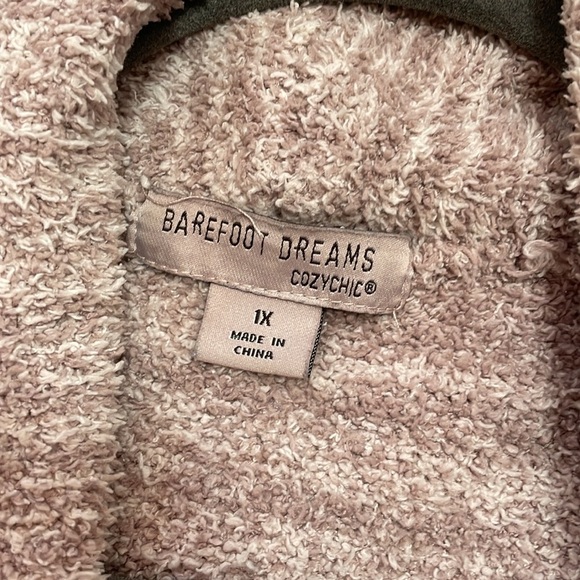 BAREFOOT DREAMS
COZYCHIC®
1X
MADE IN
CHINA